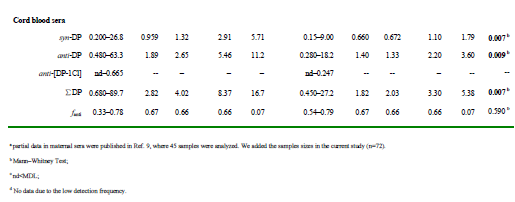 Cord blood sera
syn-DP 0.200–26.8 0.959 1.32 2.91 5.71 0.15-9.00 0.660 0.672 1.10 1.79 0.007 b
anti-DP 0.480–63.3 1.89 2.65 5.46 11.2 0.280-18.2 1.40 1.33 2.20 3.60 0.009 b
anti-[DP-1Cl] nd–0.665 -- -- -- -- nd–0.247 -- -- -- -- --
∑DP 0.680–89.7 2.82 4.02 8.37 16.7 0.450-27.2 1.82 2.03 3.30 5.38 0.007 b
fanti 0.33–0.78 0.67 0.66 0.66 0.07 0.54–0.79 0.67 0.66 0.66 0.07 0.590 b
a partial data in maternal sera were published in Ref. 9, where 45 samples were analyzed. We added the samples sizes in the current study (n=72).
b Mann–Whitney Test;
c nd<MDL;
d No data due to the low detection frequency.